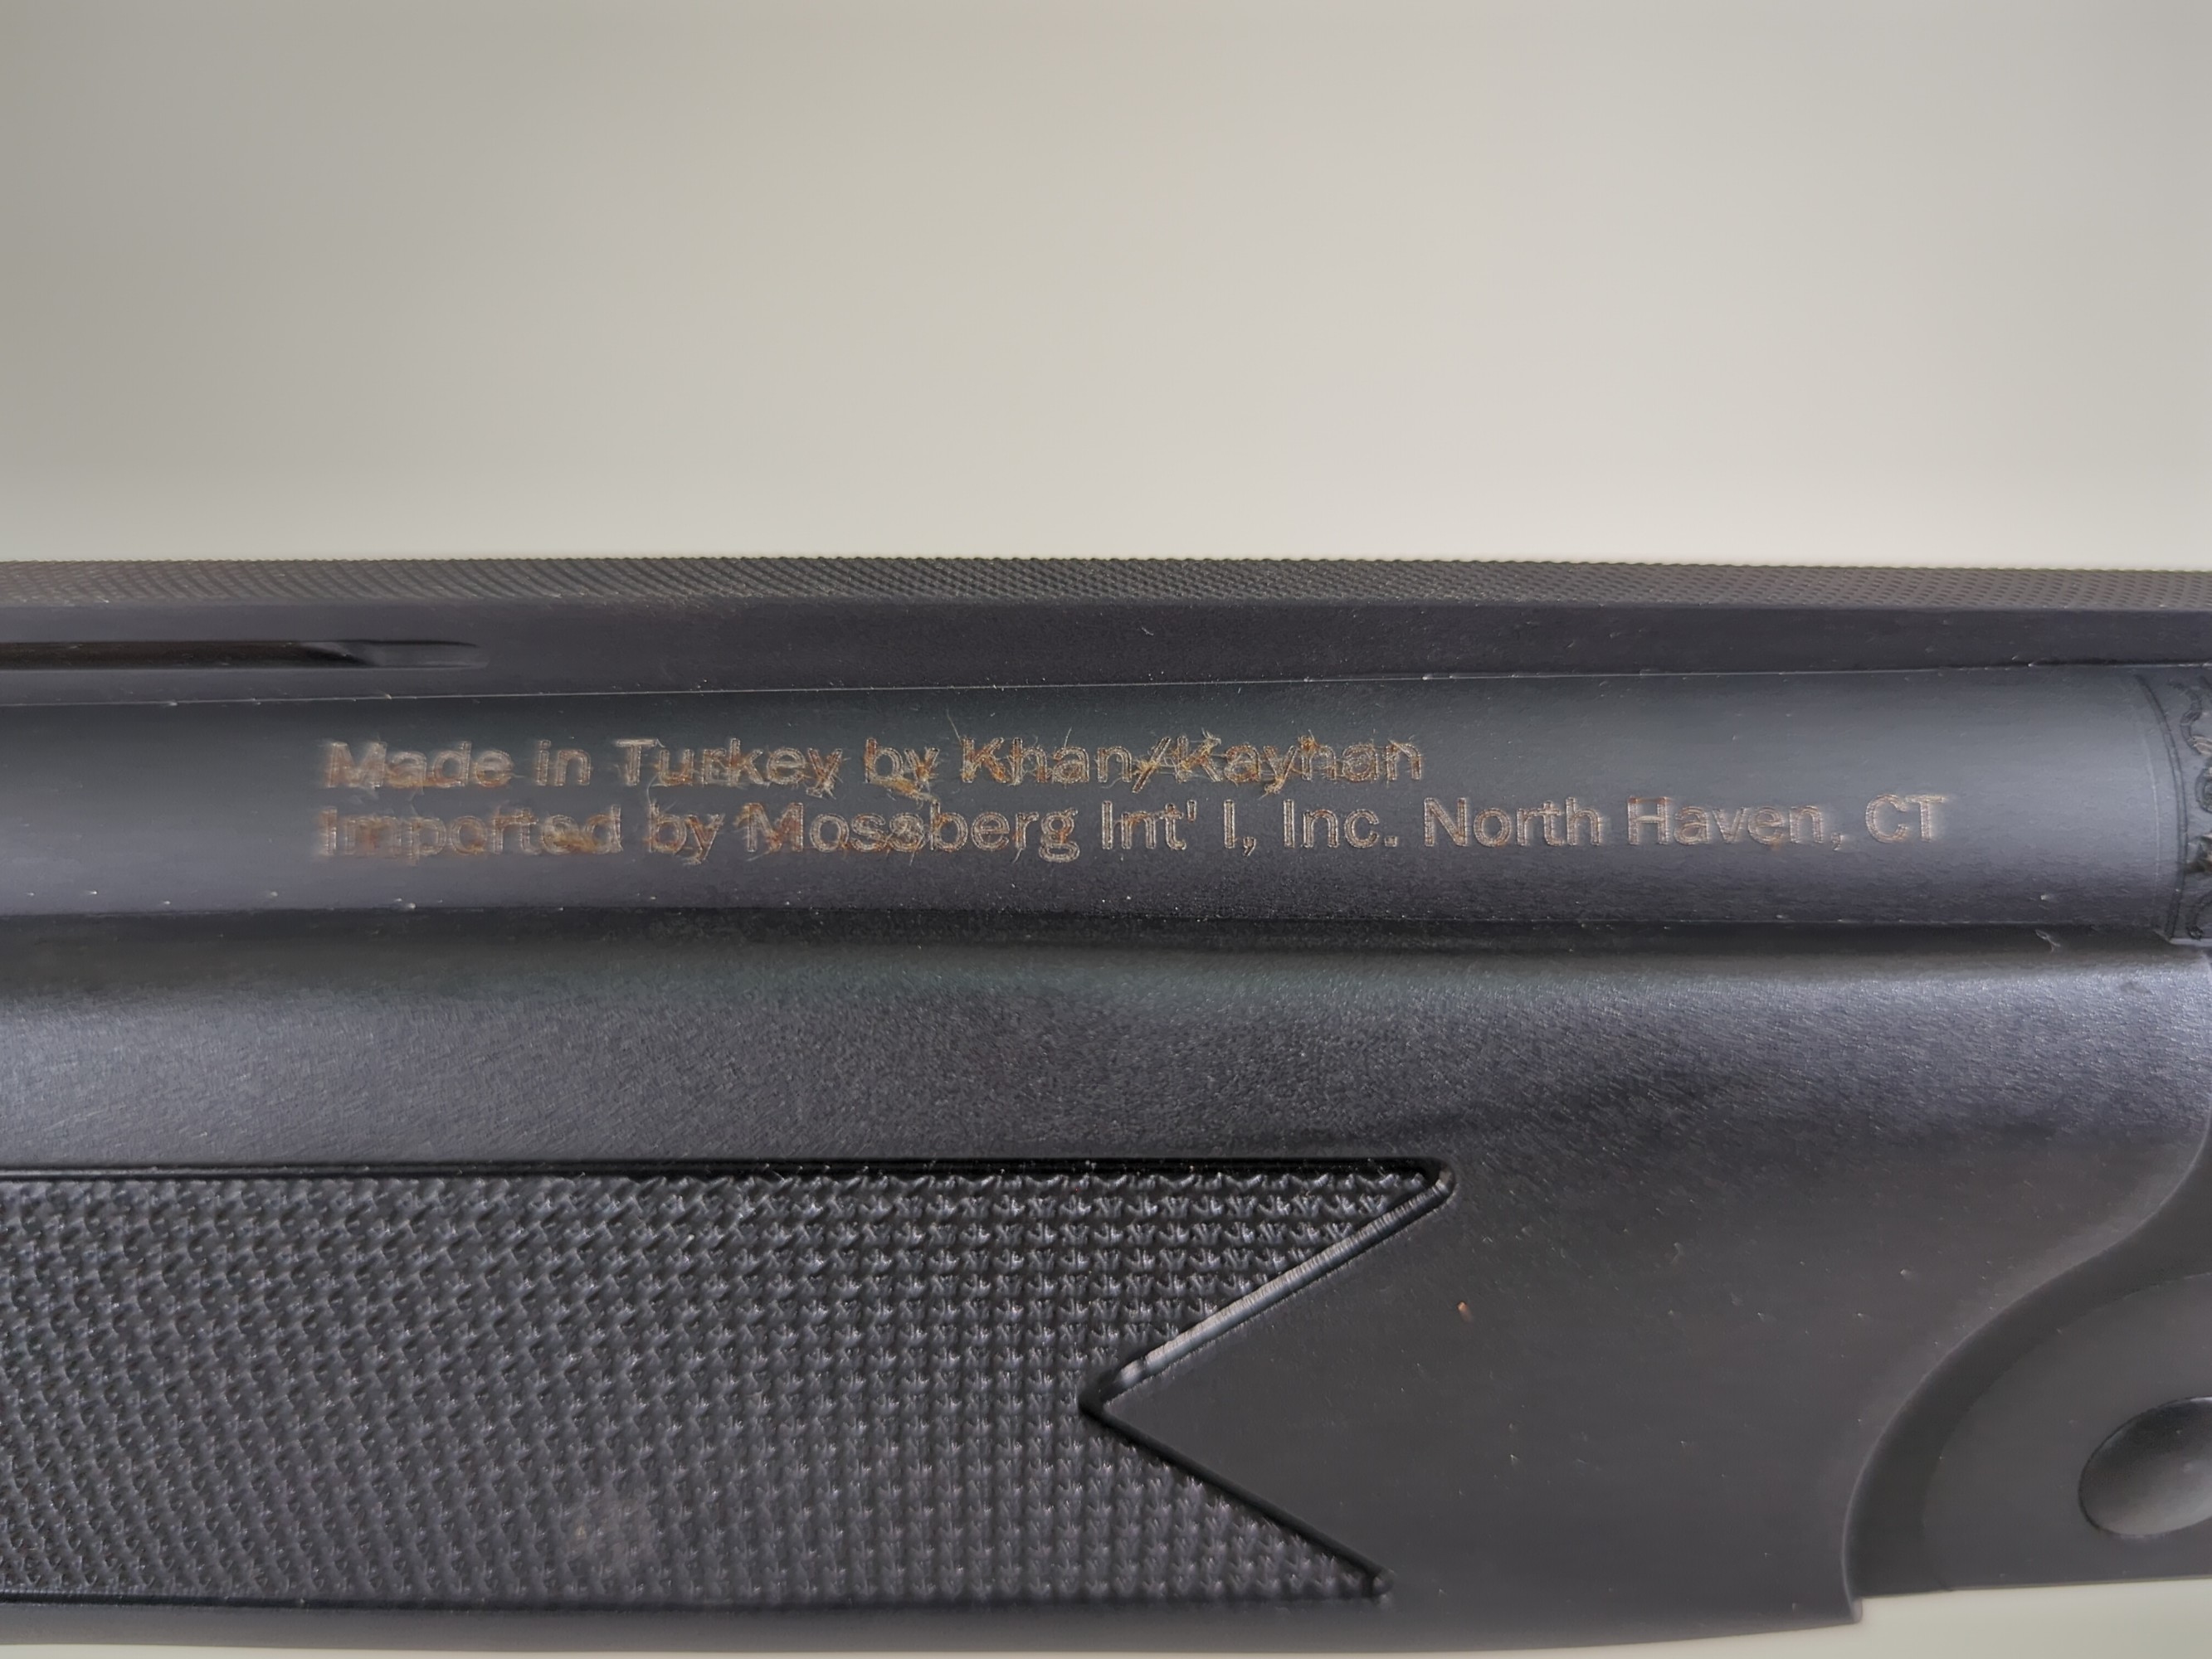 Made in Turkey by Khan/Kayhan
Imported by Mossberg Int' l, Inc. North Haven, CT